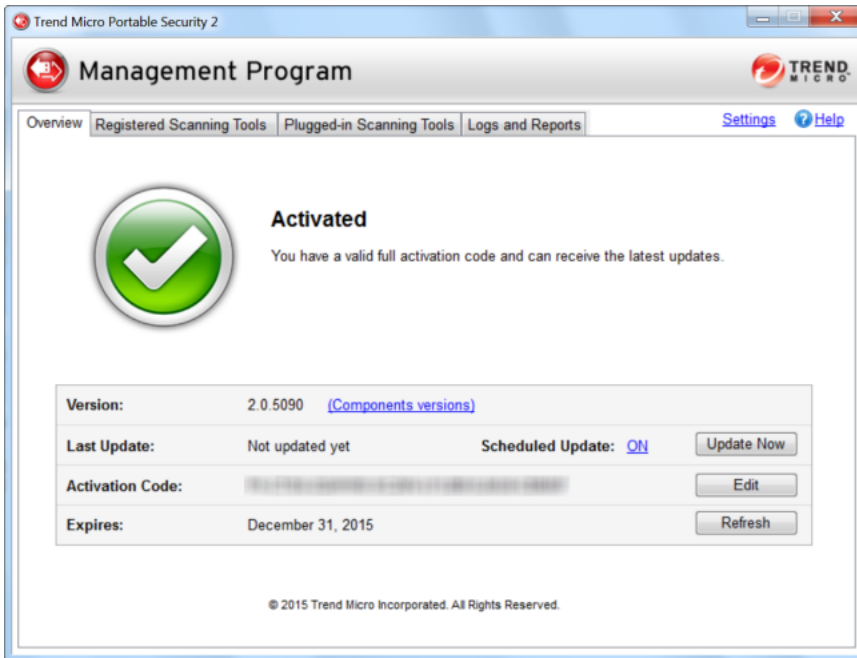 Trend Micro Portable Security 2
Management Program
TREND
MICRO
Overview Registered Scanning Tools Plugged-in Scanning Tools Logs and Reports Settings Help
Activated
You have a valid full activation code and can receive the latest updates.
Version: 2.0.5090 (Components versions)
Last Update: Not updated yet Scheduled Update: ON Update Now
Activation Code: Edit
Expires: December 31, 2015 Refresh
© 2015 Trend Micro Incorporated. All Rights Reserved.